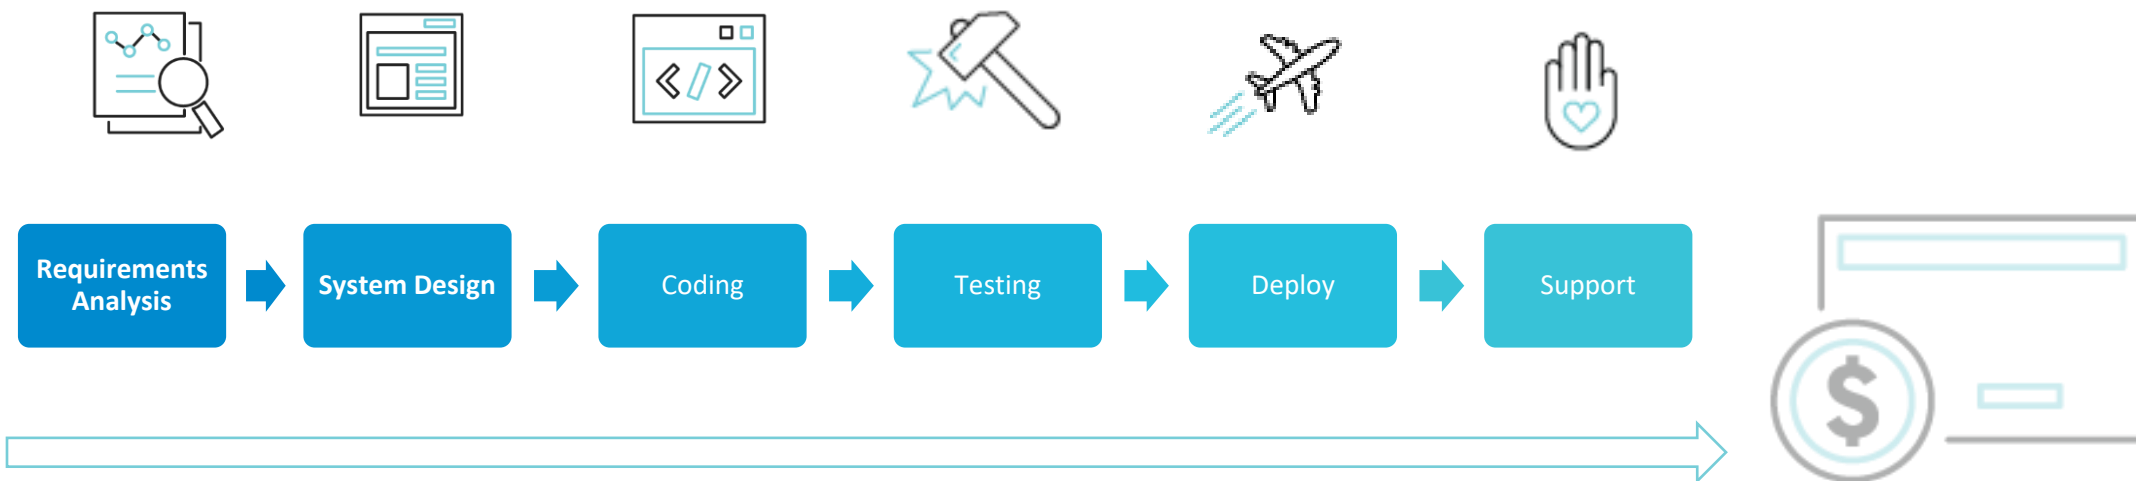 Requirements
Analysis
System Design
Coding
Testing
Deploy
Support
$